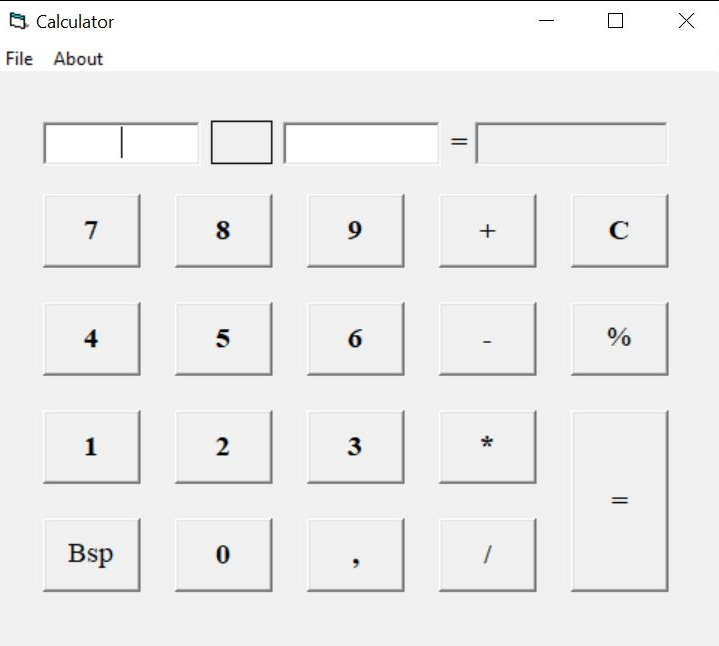 Calculator
File About
=
7 8 9 + C
4 5 6 - %
1 2 3 *
=
Bsp 0 , /